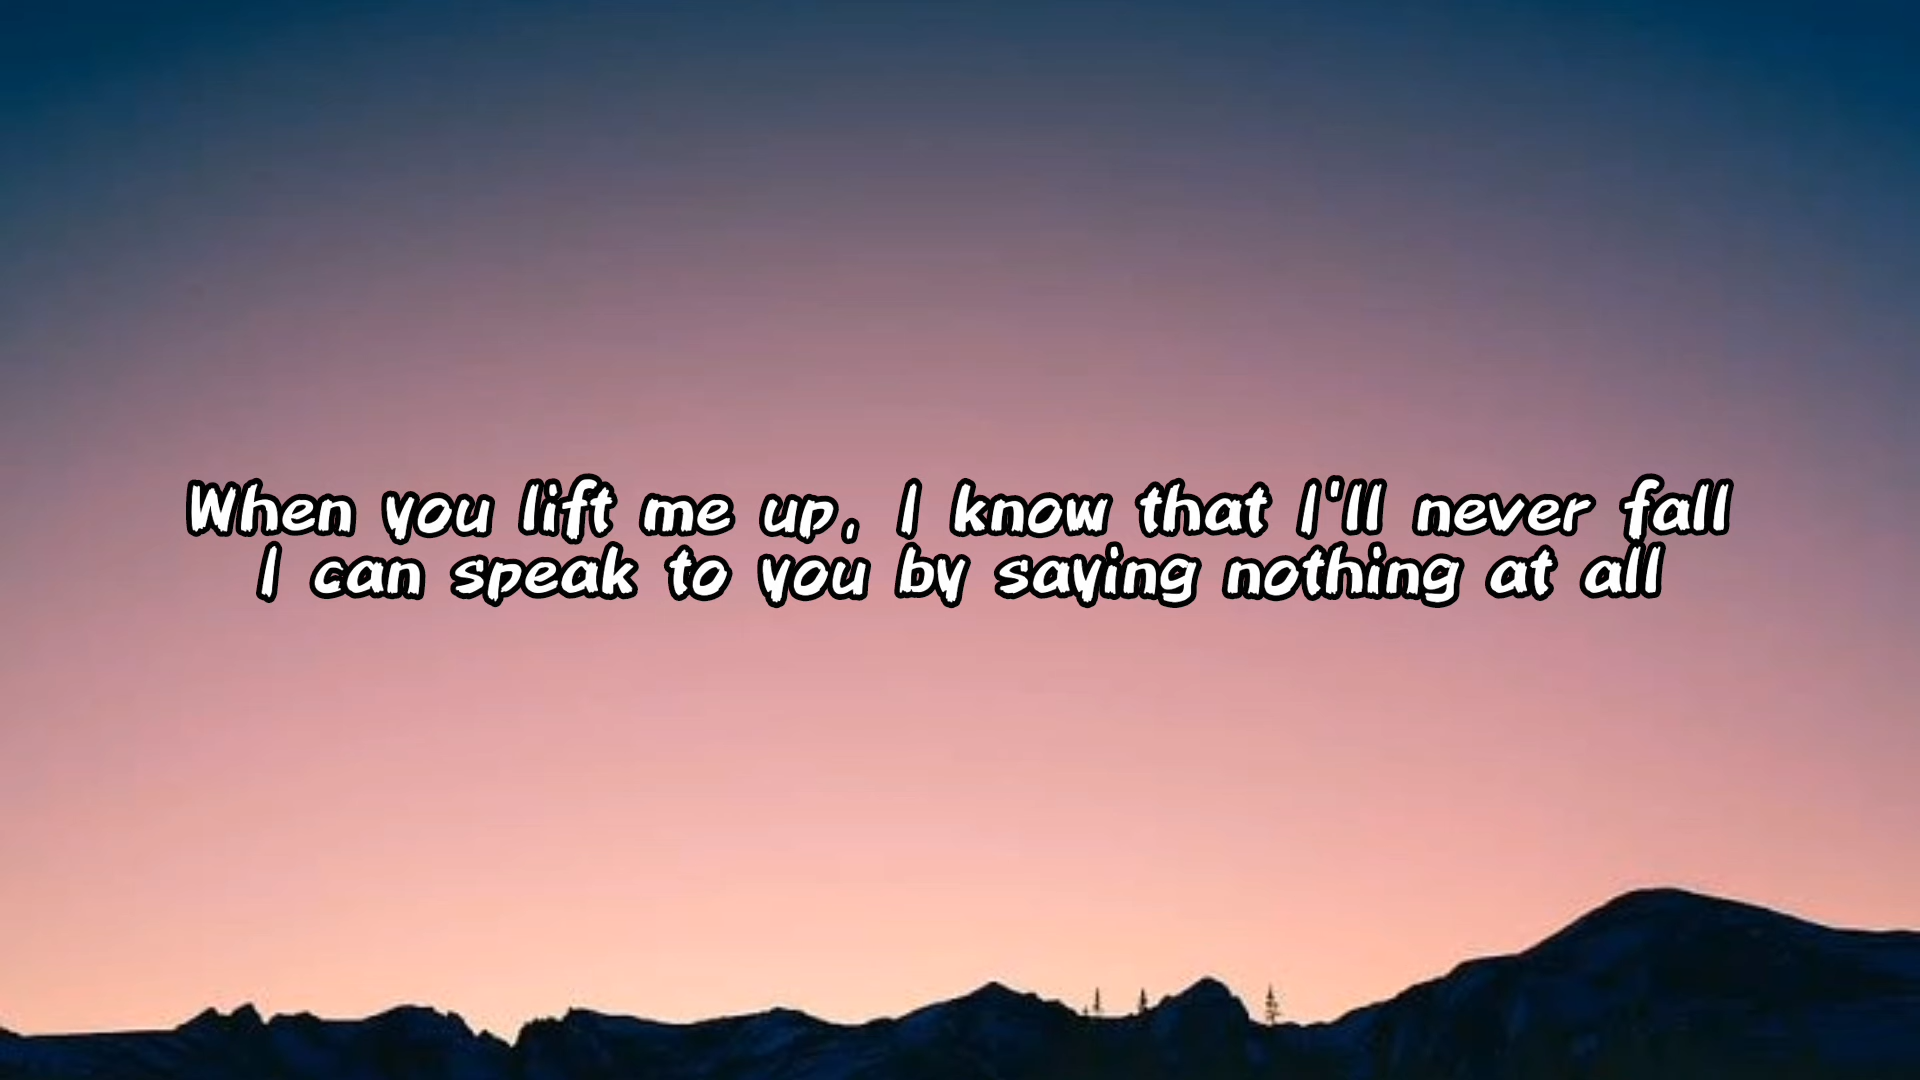 When you lift me up, I know that I'll never fall
I can speak to you by saying nothing at all